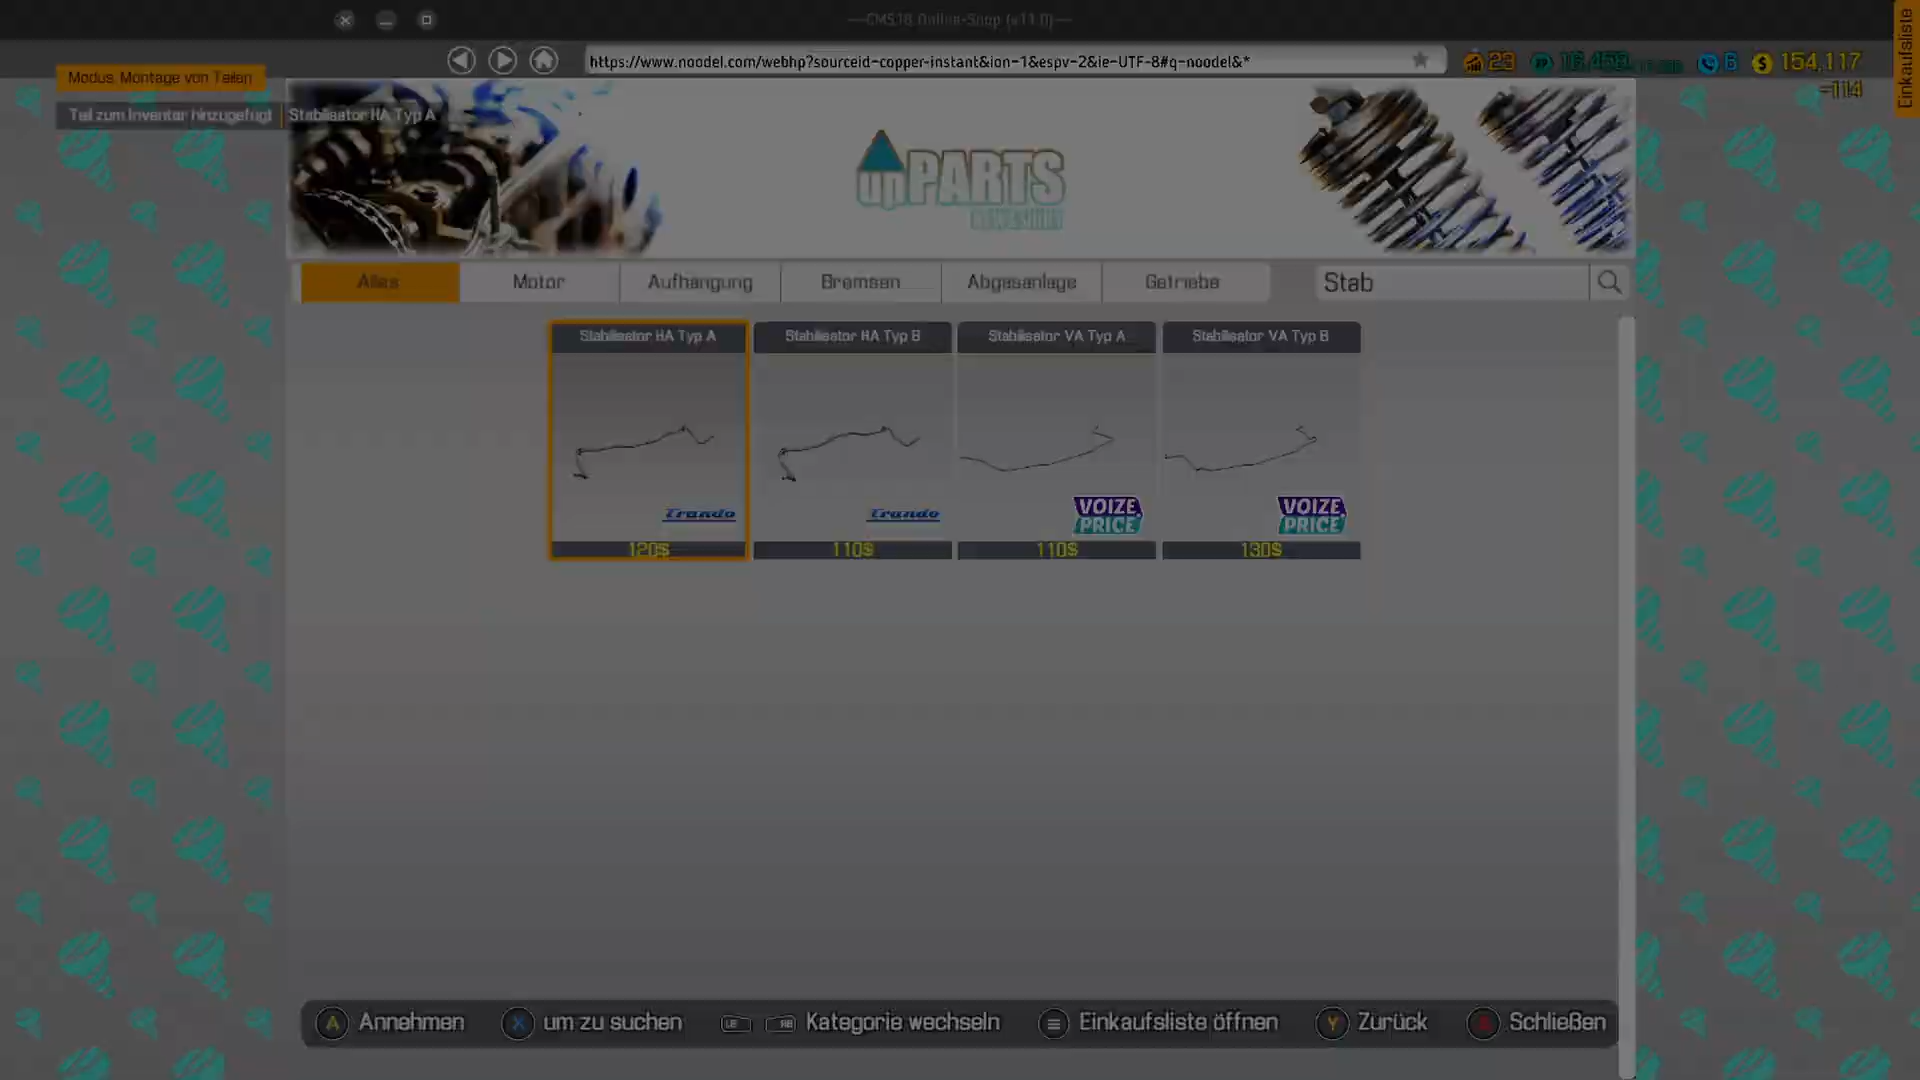 CMS18 Online-Shop (v11.0)
Einkaufsliste
https://www.noodel.com/webhp?sourceid-copper-instant&ion-1&espv-2&ie-UTF-8#q-noodel&*
23
6
$ 154,117
-114
Modus: Montage von Teilen
Teil zum Inventar hinzugefügt
Stabilisator HA Typ A
upPARTS
Alles
Motor
Aufhängung
Bremsen
Abgasanlage
Getriebe
Stab
Stabilisator HA Typ A
Stabilisator HA Typ B
Stabilisator VA Typ A
Stabilisator VA Typ B
Trando
Trando
VOIZE PRICE
VOIZE PRICE
120$
110$
110$
130$
A Annehmen
X um zu suchen
LB RB Kategorie wechseln
Einkaufsliste öffnen
Y Zurück
Schließen